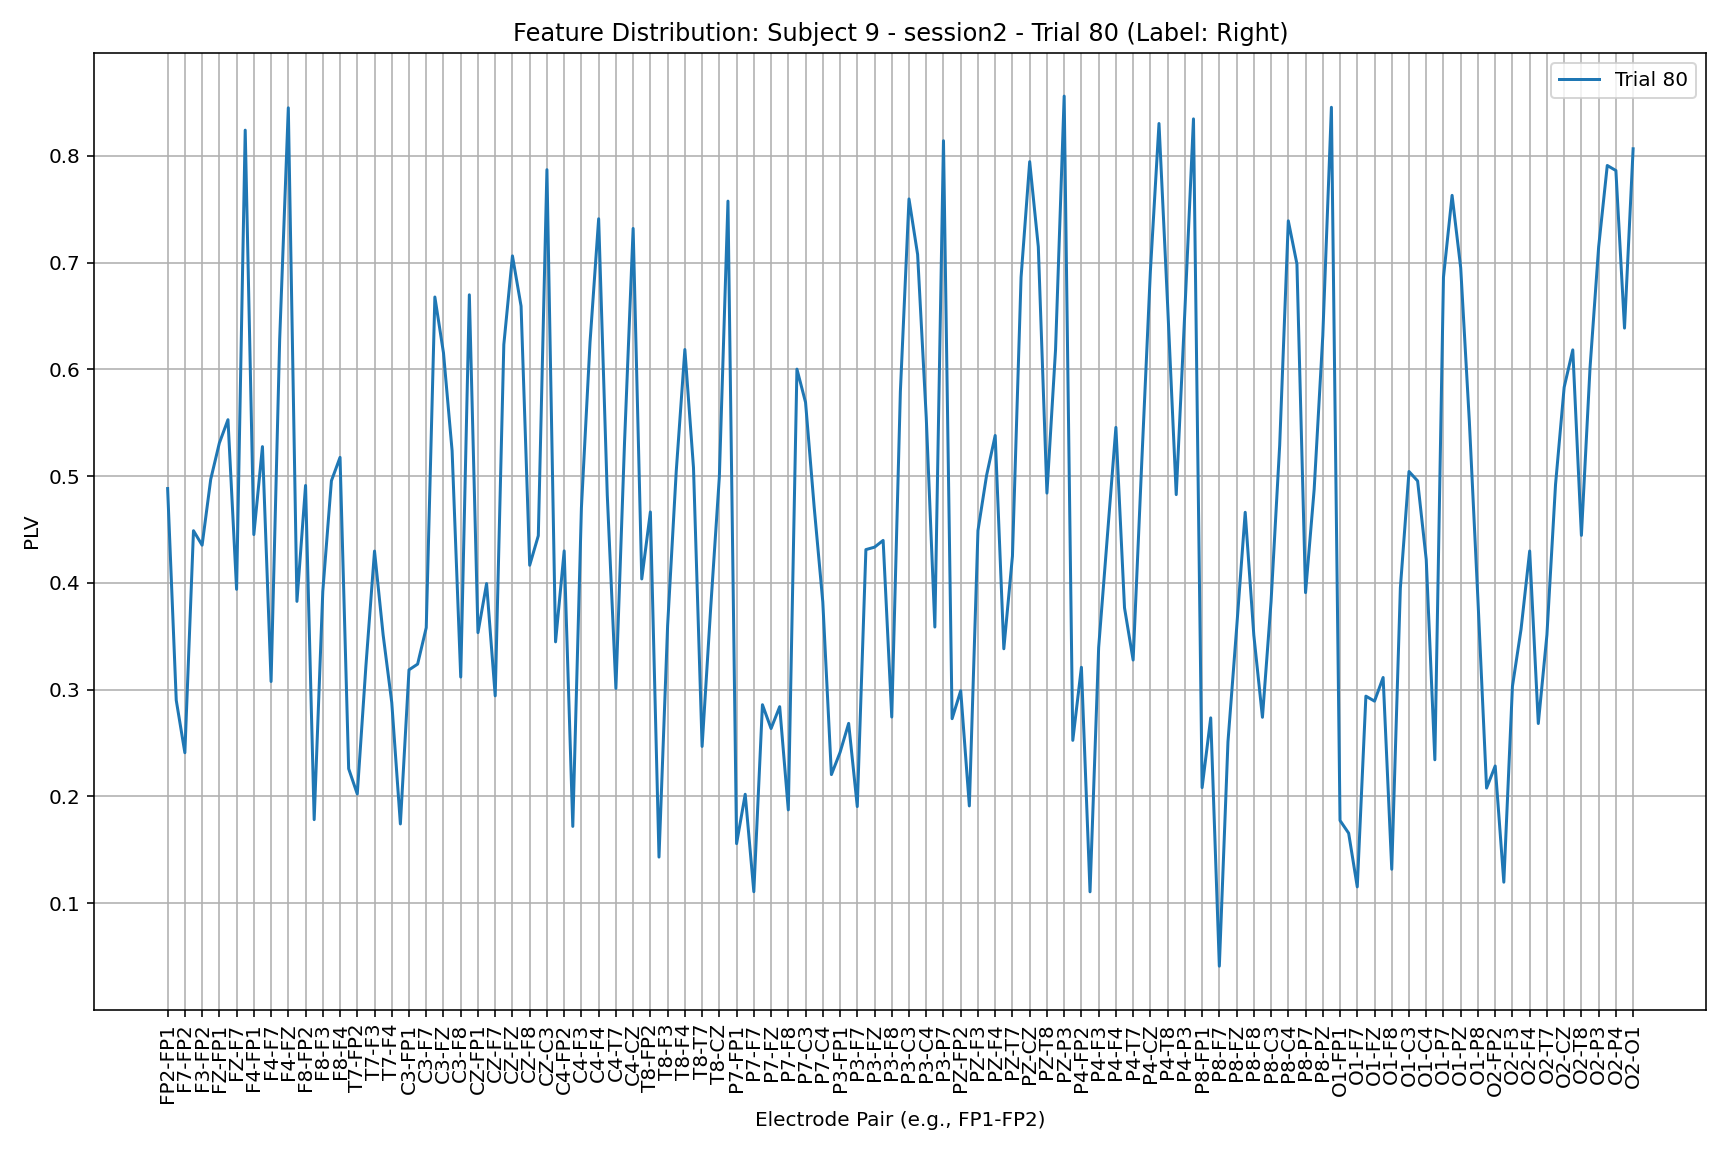 Feature Distribution: Subject 9 - session2 - Trial 80 (Label: Right)
Trial 80
PLV
0.8
0.7
0.6
0.5
0.4
0.3
0.2
0.1
FP2-FP1
F7-FP2
F3-FP2
FZ-FP1
FZ-F7
F4-FP1
F4-F7
F4-FZ
F8-FP2
F8-F3
F8-F4
T7-FP2
T7-F3
T7-F4
C3-FP1
C3-F7
C3-FZ
C3-F8
CZ-FP1
CZ-F7
CZ-FZ
CZ-F8
CZ-C3
C4-FP2
C4-F3
C4-F4
C4-T7
C4-CZ
T8-FP2
T8-F3
T8-F4
T8-T7
T8-CZ
P7-FP1
P7-F7
P7-FZ
P7-F8
P7-C3
P7-C4
P3-FP1
P3-F7
P3-FZ
P3-F8
P3-C3
P3-C4
P3-P7
PZ-FP2
PZ-F3
PZ-F4
PZ-T7
PZ-CZ
PZ-T8
PZ-P3
P4-FP2
P4-F3
P4-F4
P4-T7
P4-CZ
P4-T8
P4-P3
P8-FP1
P8-F7
P8-FZ
P8-F8
P8-C3
P8-C4
P8-P7
P8-PZ
O1-FP1
O1-F7
O1-FZ
O1-F8
O1-C3
O1-C4
O1-P7
O1-PZ
O1-P8
O2-FP2
O2-F3
O2-F4
O2-T7
O2-CZ
O2-T8
O2-P3
O2-P4
O2-O1
Electrode Pair (e.g., FP1-FP2)